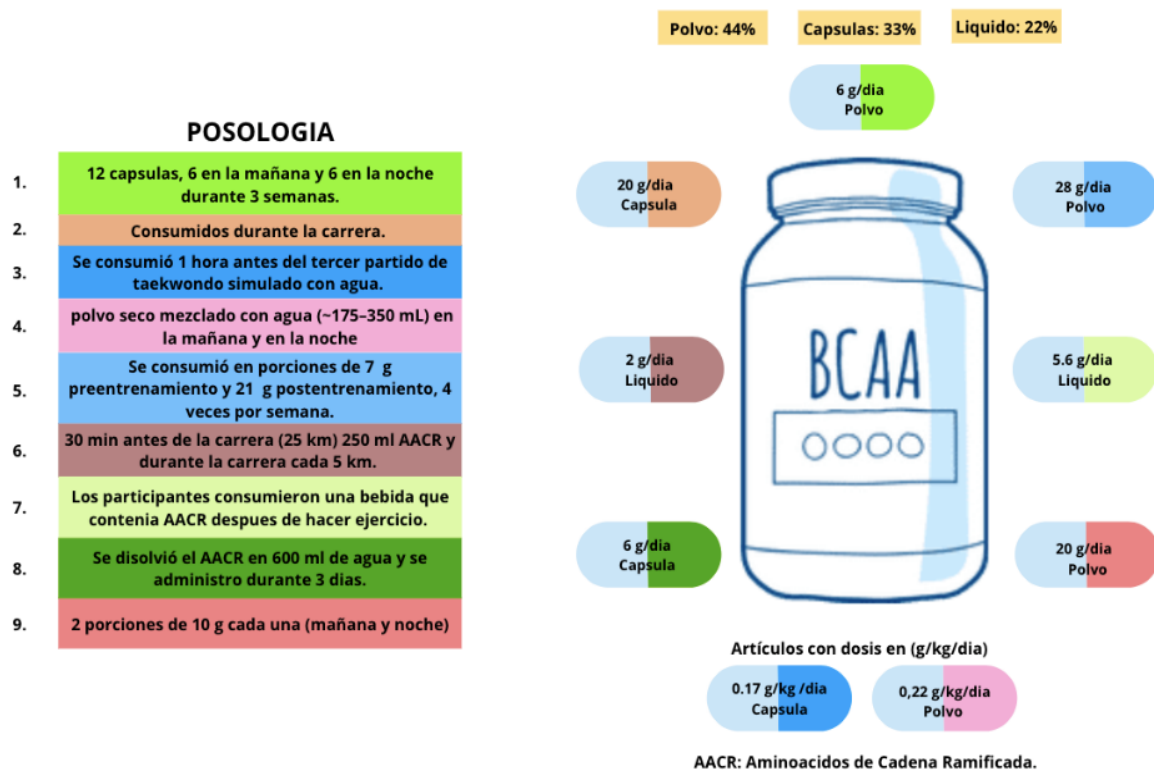 Polvo: 44%
Capsulas: 33%
Liquido: 22%
POSOLOGIA
1.
12 capsulas, 6 en la mañana y 6 en la noche
durante 3 semanas.
2.
Consumidos durante la carrera.
3.
Se consumió 1 hora antes del tercer partido de
taekwondo simulado con agua.
4.
polvo seco mezclado con agua (~175–350 mL) en
la mañana y en la noche
5.
Se consumió en porciones de 7 g
preentrenamiento y 21 g postentrenamiento, 4
veces por semana.
6.
30 min antes de la carrera (25 km) 250 ml AACR y
durante la carrera cada 5 km.
7.
Los participantes consumieron una bebida que
contenia AACR despues de hacer ejercicio.
8.
Se disolvió el AACR en 600 ml de agua y se
administro durante 3 dias.
9.
2 porciones de 10 g cada una (mañana y noche)
6 g/dia
Polvo
20 g/dia
Capsula
28 g/dia
Polvo
2 g/dia
Liquido
BCAA
5.6 g/dia
Liquido
6 g/dia
Capsula
20 g/dia
Polvo
Artículos con dosis en (g/kg/dia)
0.17 g/kg /dia
Capsula
0,22 g/kg/dia
Polvo
AACR: Aminoacidos de Cadena Ramificada.